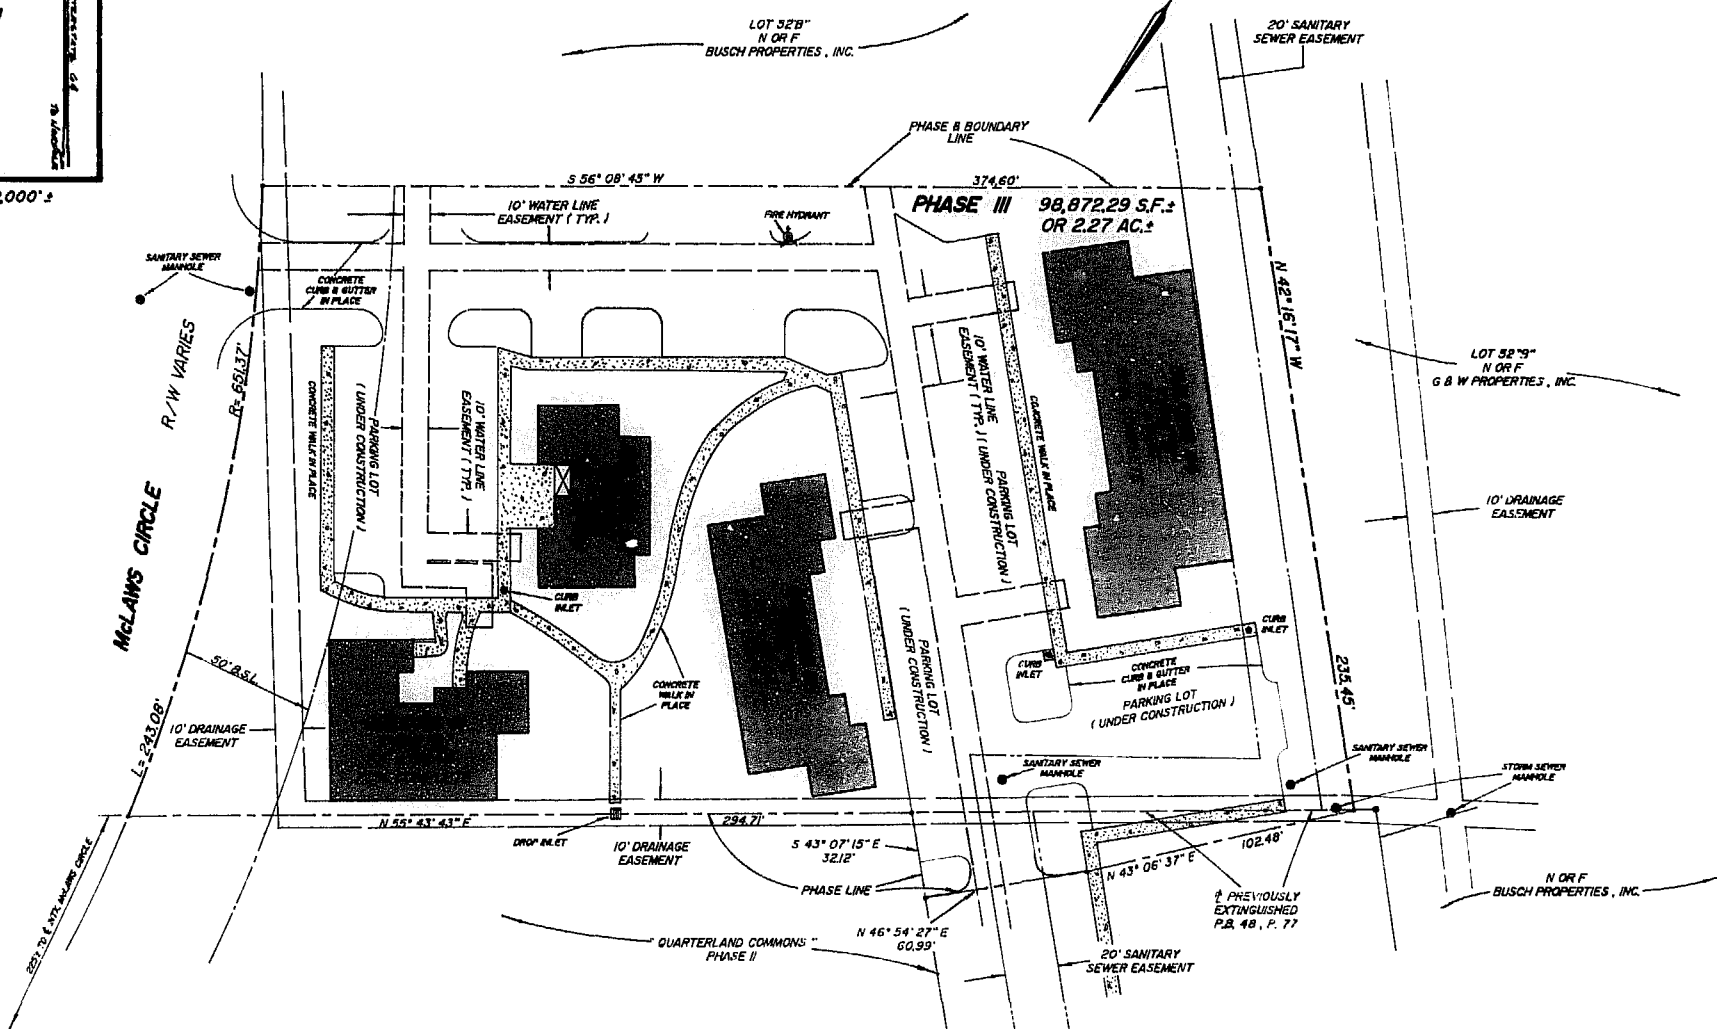 LOT 52"8"
N OR F
BUSCH PROPERTIES, INC.
20' SANITARY
SEWER EASEMENT
PHASE & BOUNDARY
LINE
,000' ±
S 56° 08' 45" W
374.60'
PHASE III
98,872.29 S.F.±
OR 2.27 AC.±
10' WATER LINE
EASEMENT ( TYP. )
FIRE HYDRANT
SANITARY SEWER
MANHOLE
CONCRETE
CURB & GUTTER
IN PLACE
N 42° 16' 17" W
235.45'
R/W VARIES
R= 651.37'
McLAWS CIRCLE
L= 243.08'
CONCRETE WALK IN PLACE
PARKING LOT
( UNDER CONSTRUCTION )
10' WATER LINE
EASEMENT ( TYP. )
10' WATER LINE
EASEMENT ( TYP. ) ( UNDER CONSTRUCTION )
PARKING LOT
CONCRETE WALK IN PLACE
LOT 52"9"
N OR F
G & W PROPERTIES, INC.
10' DRAINAGE
EASEMENT
CURB
INLET
CURB
INLET
CURB
INLET
CONCRETE
CURB & GUTTER
IN PLACE
PARKING LOT
( UNDER CONSTRUCTION )
PARKING LOT
( UNDER CONSTRUCTION )
50' B.S.L.
CONCRETE
WALK IN
PLACE
10' DRAINAGE
EASEMENT
SANITARY SEWER
MANHOLE
SANITARY SEWER
MANHOLE
STORM SEWER
MANHOLE
N 55° 43' 43" E
294.71'
DROP INLET
10' DRAINAGE
EASEMENT
S 43° 07' 15" E
32.12'
PHASE LINE
N 43° 06' 37" E
102.48'
℄ PREVIOUSLY
EXTINGUISHED
P.B. 48, P. 77
N OR F
BUSCH PROPERTIES, INC.
N 46° 54' 27" E
60.99'
" QUARTERLAND COMMONS "
PHASE II
20' SANITARY
SEWER EASEMENT